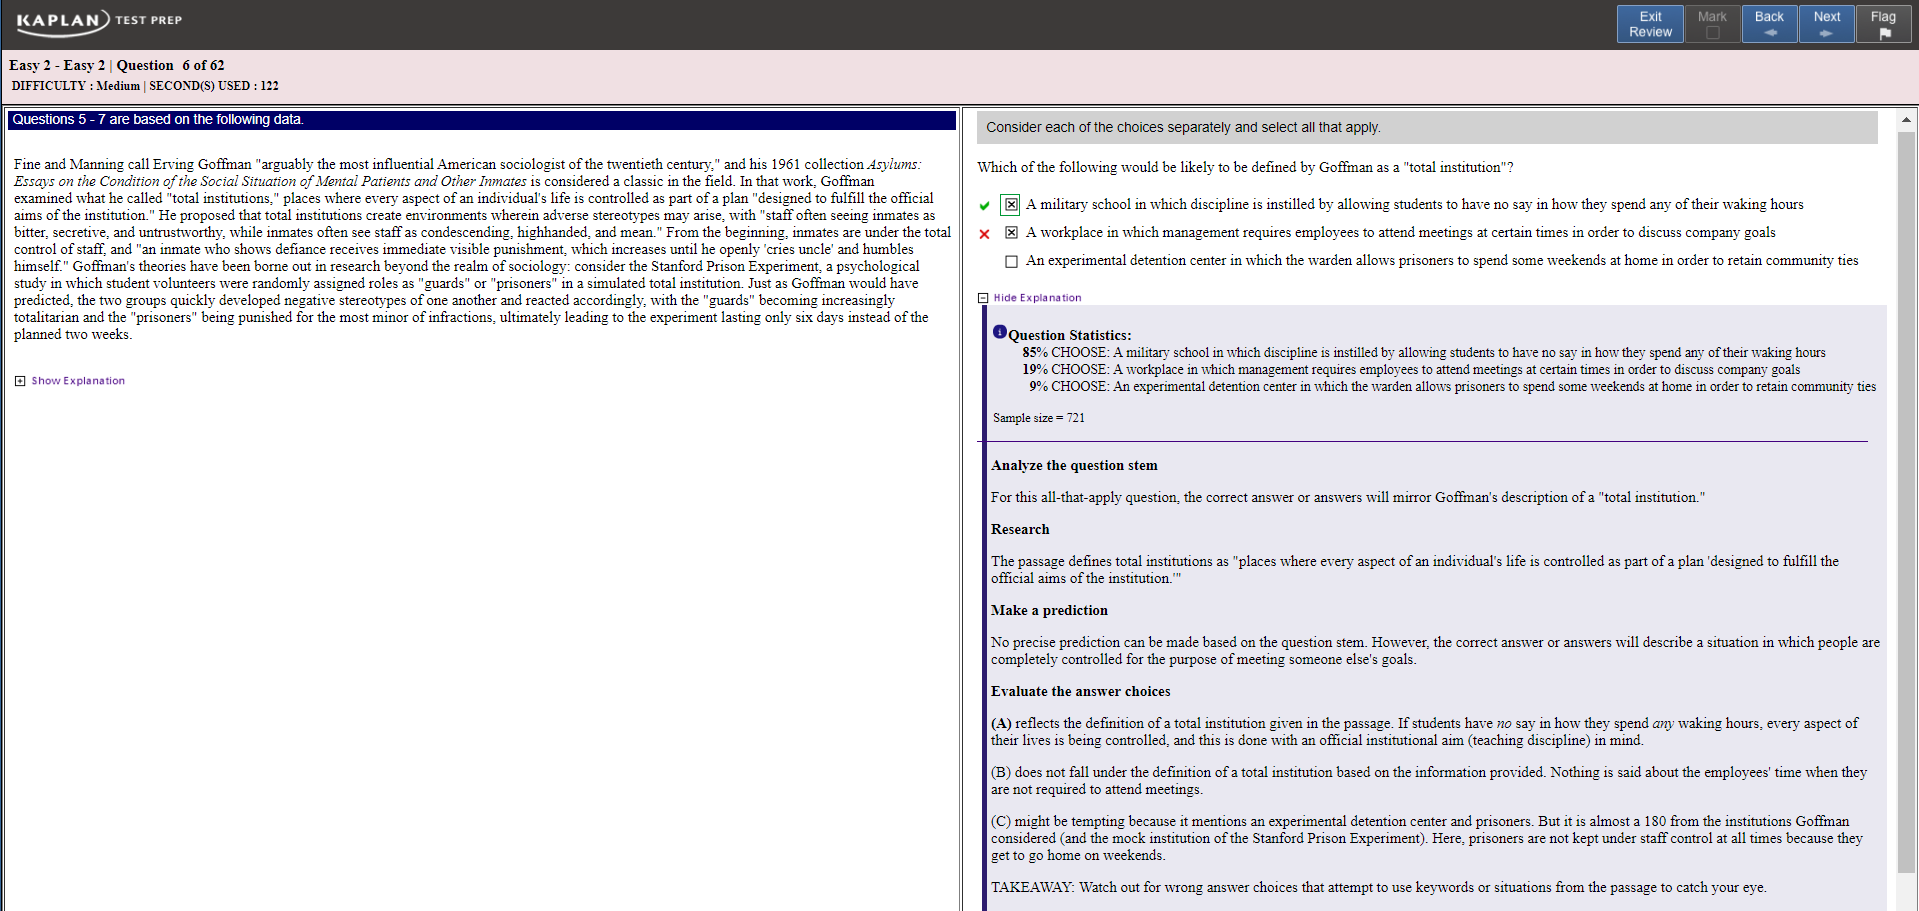 KAPLAN TEST PREP
Exit Review
Mark
Back
Next
Flag
Easy 2 - Easy 2 | Question 6 of 62
DIFFICULTY : Medium | SECOND(S) USED : 122
Questions 5 - 7 are based on the following data.
Fine and Manning call Erving Goffman "arguably the most influential American sociologist of the twentieth century," and his 1961 collection Asylums:
Essays on the Condition of the Social Situation of Mental Patients and Other Inmates is considered a classic in the field. In that work, Goffman
examined what he called "total institutions," places where every aspect of an individual's life is controlled as part of a plan "designed to fulfill the official
aims of the institution." He proposed that total institutions create environments wherein adverse stereotypes may arise, with "staff often seeing inmates as
bitter, secretive, and untrustworthy, while inmates often see staff as condescending, highhanded, and mean." From the beginning, inmates are under the total
control of staff, and "an inmate who shows defiance receives immediate visible punishment, which increases until he openly 'cries uncle' and humbles
himself." Goffman's theories have been borne out in research beyond the realm of sociology: consider the Stanford Prison Experiment, a psychological
study in which student volunteers were randomly assigned roles as "guards" or "prisoners" in a simulated total institution. Just as Goffman would have
predicted, the two groups quickly developed negative stereotypes of one another and reacted accordingly, with the "guards" becoming increasingly
totalitarian and the "prisoners" being punished for the most minor of infractions, ultimately leading to the experiment lasting only six days instead of the
planned two weeks.
Show Explanation
Consider each of the choices separately and select all that apply.
Which of the following would be likely to be defined by Goffman as a "total institution"?
A military school in which discipline is instilled by allowing students to have no say in how they spend any of their waking hours
A workplace in which management requires employees to attend meetings at certain times in order to discuss company goals
An experimental detention center in which the warden allows prisoners to spend some weekends at home in order to retain community ties
Hide Explanation
Question Statistics:
85% CHOOSE: A military school in which discipline is instilled by allowing students to have no say in how they spend any of their waking hours
19% CHOOSE: A workplace in which management requires employees to attend meetings at certain times in order to discuss company goals
9% CHOOSE: An experimental detention center in which the warden allows prisoners to spend some weekends at home in order to retain community ties
Sample size = 721
Analyze the question stem
For this all-that-apply question, the correct answer or answers will mirror Goffman's description of a "total institution."
Research
The passage defines total institutions as "places where every aspect of an individual's life is controlled as part of a plan 'designed to fulfill the
official aims of the institution.'"
Make a prediction
No precise prediction can be made based on the question stem. However, the correct answer or answers will describe a situation in which people are
completely controlled for the purpose of meeting someone else's goals.
Evaluate the answer choices
(A) reflects the definition of a total institution given in the passage. If students have no say in how they spend any waking hours, every aspect of
their lives is being controlled, and this is done with an official institutional aim (teaching discipline) in mind.
(B) does not fall under the definition of a total institution based on the information provided. Nothing is said about the employees' time when they
are not required to attend meetings.
(C) might be tempting because it mentions an experimental detention center and prisoners. But it is almost a 180 from the institutions Goffman
considered (and the mock institution of the Stanford Prison Experiment). Here, prisoners are not kept under staff control at all times because they
get to go home on weekends.
TAKEAWAY: Watch out for wrong answer choices that attempt to use keywords or situations from the passage to catch your eye.